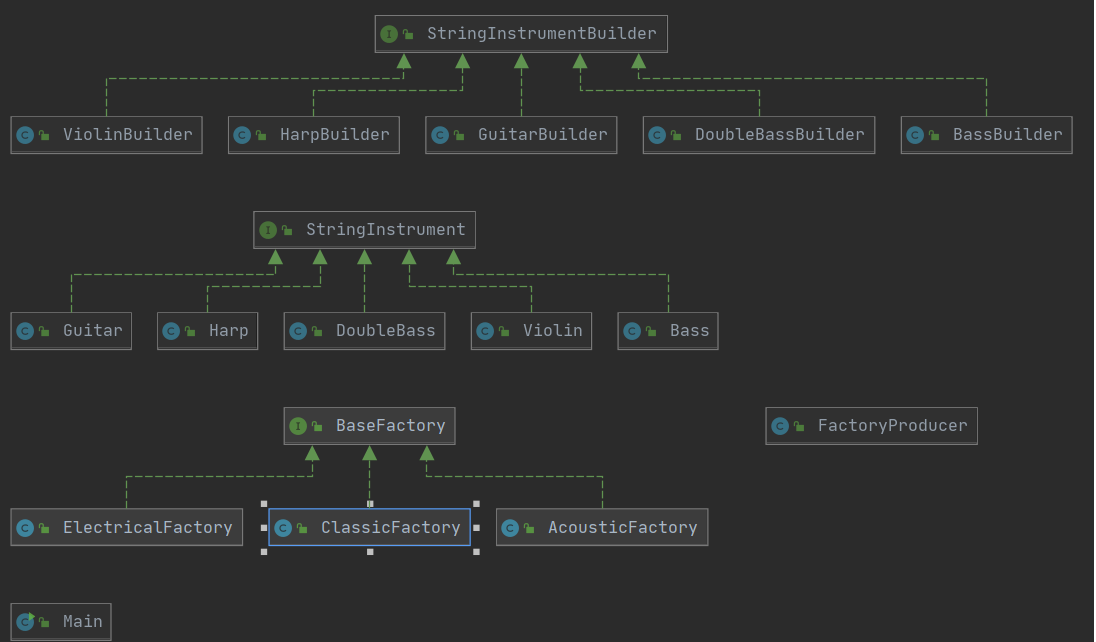 StringInstrumentBuilder
ViolinBuilder
HarpBuilder
GuitarBuilder
DoubleBassBuilder
BassBuilder
StringInstrument
Guitar
Harp
DoubleBass
Violin
Bass
BaseFactory
FactoryProducer
ElectricalFactory
ClassicFactory
AcousticFactory
Main